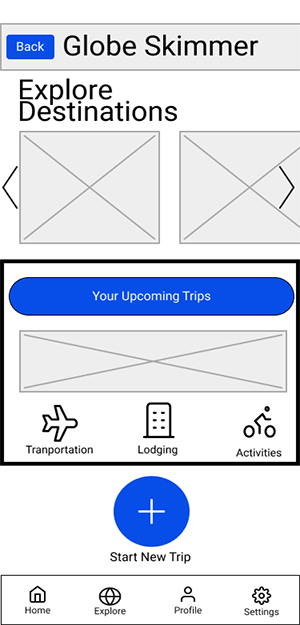 Back
Globe Skimmer
Explore
Destinations
Your Upcoming Trips
Tranportation
Lodging
Activities
Start New Trip
Home
Explore
Profile
Settings